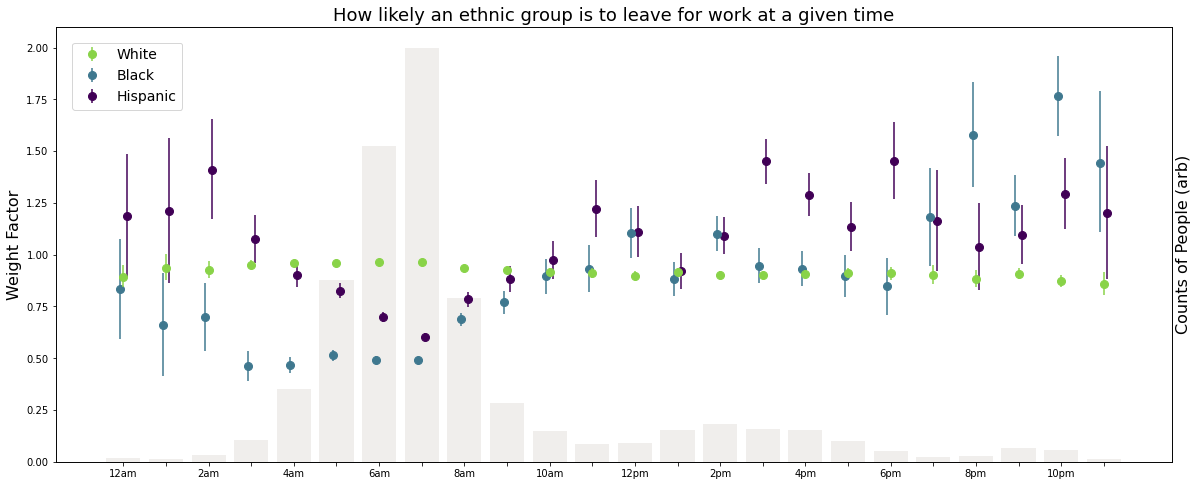 How likely an ethnic group is to leave for work at a given time
White
Black
Hispanic
2.00
1.75
1.50
1.25
1.00
0.75
0.50
0.25
0.00
Weight Factor
Counts of People (arb)
12am 2am 4am 6am 8am 10am 12pm 2pm 4pm 6pm 8pm 10pm